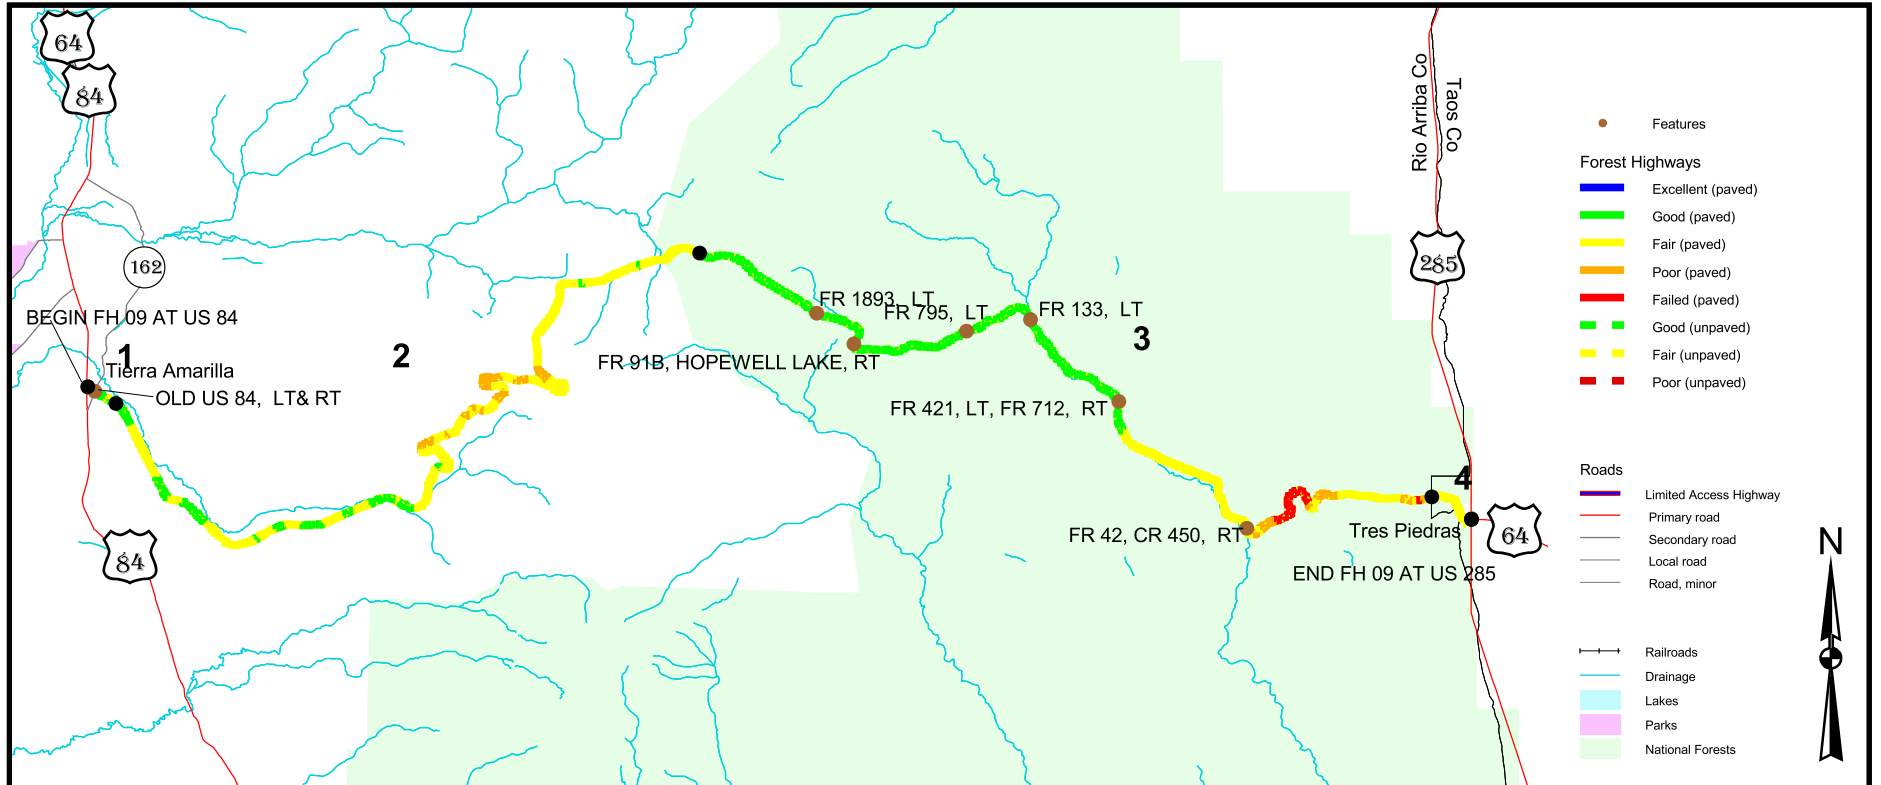 64
84
162
BEGIN FH 09 AT US 84
1
Tierra Amarilla
OLD US 84, LT& RT
84
2
FR 1893, LT
FR 795, LT
FR 133, LT
FR 91B, HOPEWELL LAKE, RT
3
FR 421, LT, FR 712, RT
FR 42, CR 450, RT
Rio Arriba Co
Taos Co
285
4
Tres Piedras
64
END FH 09 AT US 285
Features
Forest Highways
Excellent (paved)
Good (paved)
Fair (paved)
Poor (paved)
Failed (paved)
Good (unpaved)
Fair (unpaved)
Poor (unpaved)
Roads
Limited Access Highway
Primary road
Secondary road
Local road
Road, minor
Railroads
Drainage
Lakes
Parks
National Forests
N